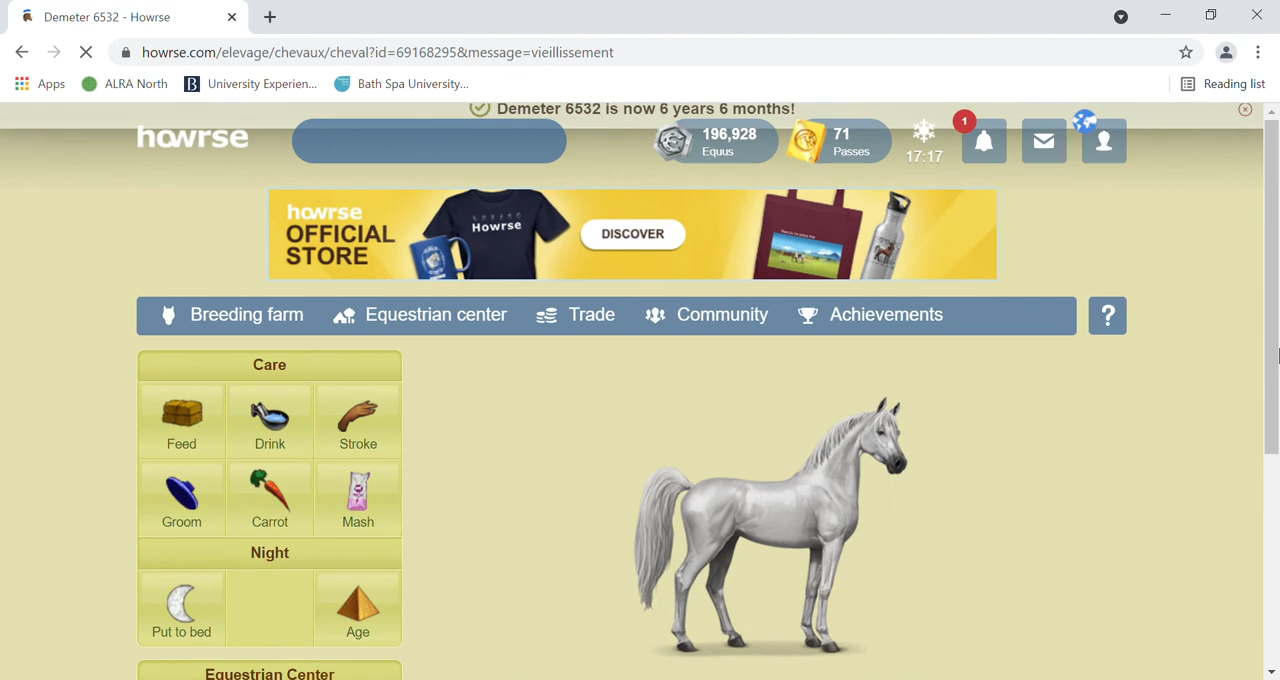 Demeter 6532 - Howrse
howrse.com/elevage/chevaux/cheval?id=69168295&message=vieillissement
Apps
ALRA North
B University Experien...
Bath Spa University...
Reading list
Demeter 6532 is now 6 years 6 months!
howrse
196,928
Equus
71
Passes
17:17
1
howrse
OFFICIAL
STORE
Howrse
DISCOVER
Breeding farm
Equestrian center
Trade
Community
Achievements
?
Care
Feed
Drink
Stroke
Groom
Carrot
Mash
Night
Put to bed
Age
Equestrian Center